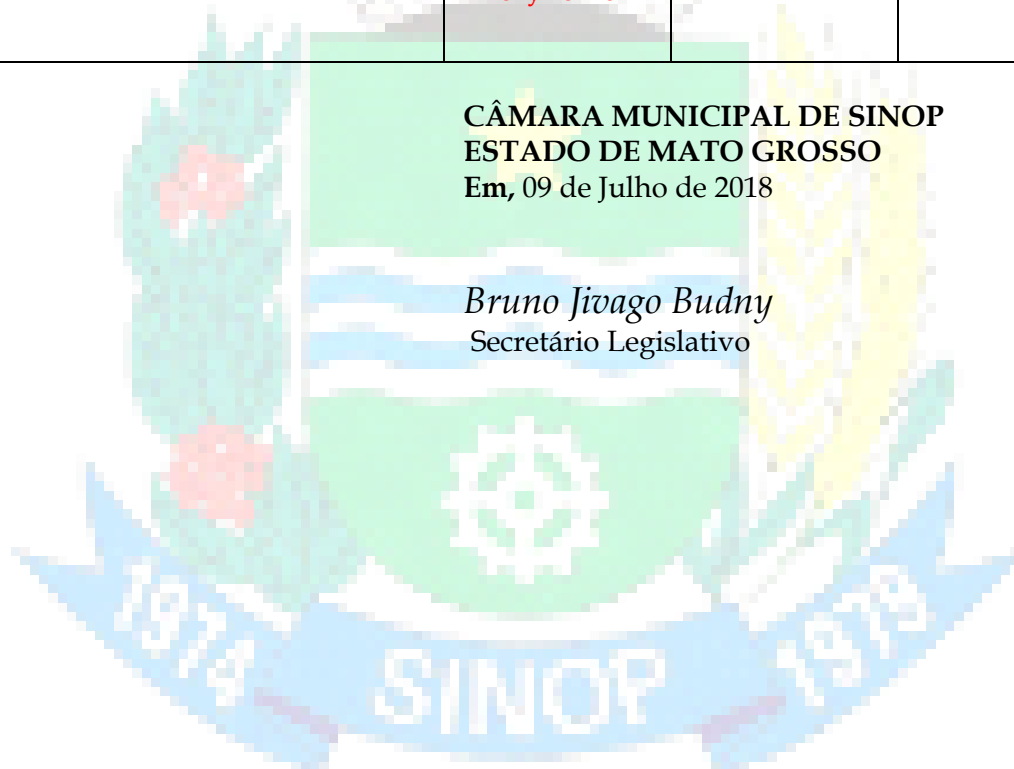 CÂMARA MUNICIPAL DE SINOP
ESTADO DE MATO GROSSO
Em, 09 de Julho de 2018
Bruno Jivago Budny
Secretário Legislativo
1974
SINOP
1979